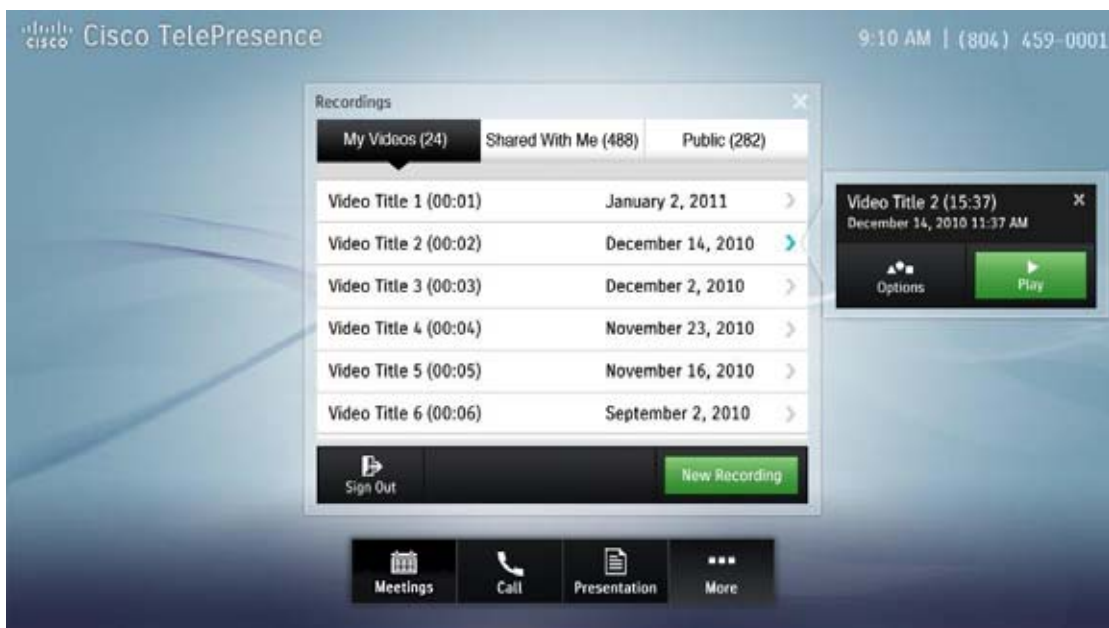 cisco Cisco TelePresence
9:10 AM | (804) 459-0001
Recordings
My Videos (24) Shared With Me (488) Public (282)
Video Title 1 (00:01) January 2, 2011
Video Title 2 (00:02) December 14, 2010
Video Title 3 (00:03) December 2, 2010
Video Title 4 (00:04) November 23, 2010
Video Title 5 (00:05) November 16, 2010
Video Title 6 (00:06) September 2, 2010
Sign Out New Recording
Video Title 2 (15:37)
December 14, 2010 11:37 AM
Options Play
Meetings Call Presentation More